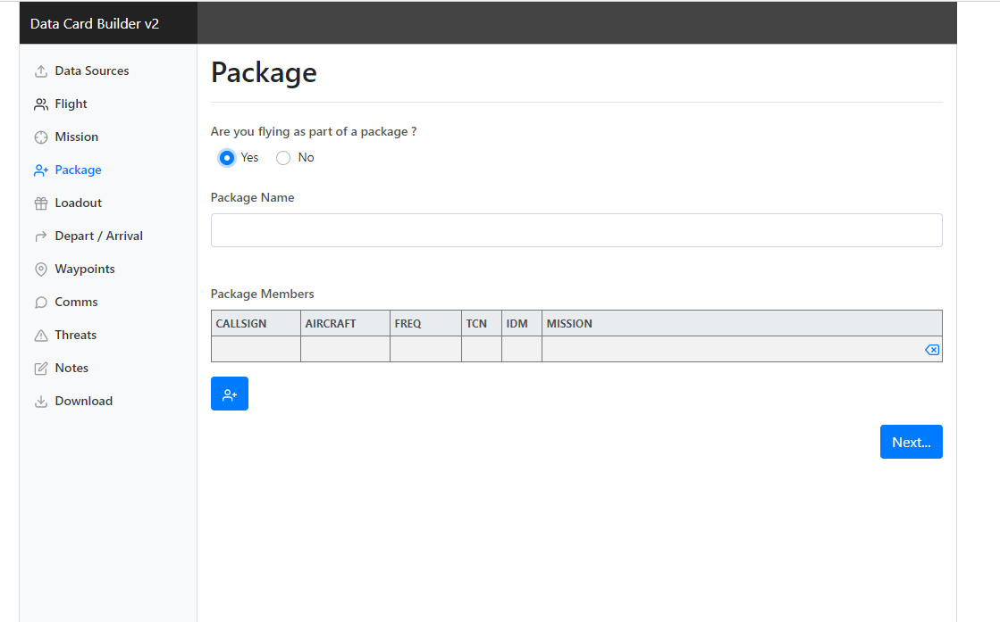 Data Card Builder v2
Data Sources
Flight
Mission
Package
Loadout
Depart / Arrival
Waypoints
Comms
Threats
Notes
Download
Package
Are you flying as part of a package ?
Yes No
Package Name
Package Members
CALLSIGN AIRCRAFT FREQ TCN IDM MISSION
Next...